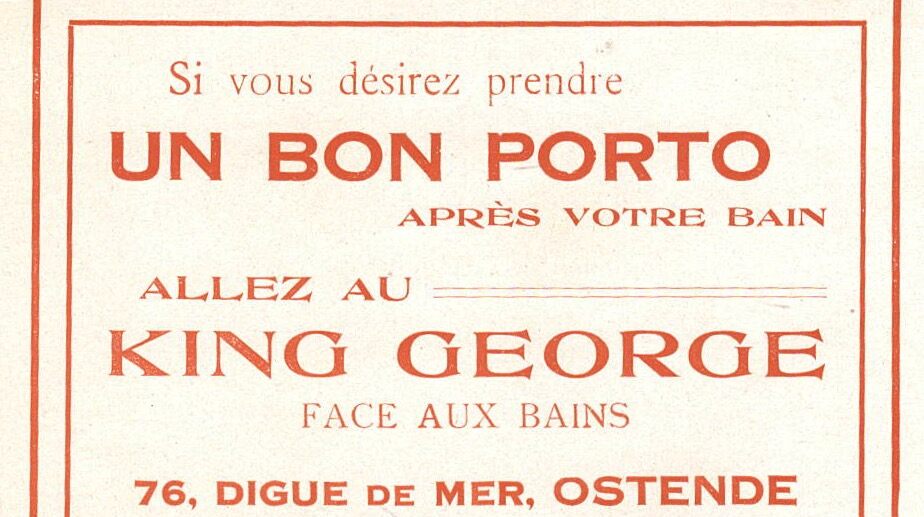 Si vous désirez prendre
UN BON PORTO
APRÈS VOTRE BAIN
ALLEZ AU
KING GEORGE
FACE AUX BAINS
76, DIGUE DE MER, OSTENDE